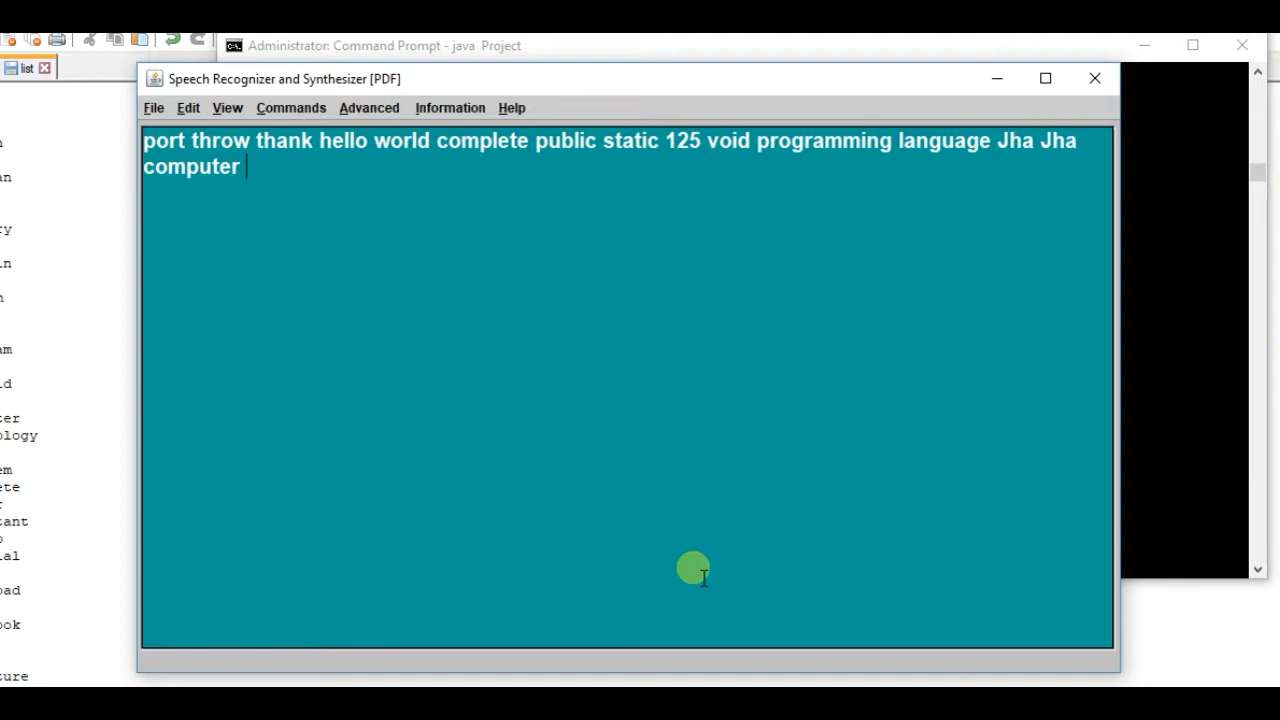 list
Administrator: Command Prompt - java Project
Speech Recognizer and Synthesizer [PDF]
File Edit View Commands Advanced Information Help
port throw thank hello world complete public static 125 void programming language Jha Jha
computer